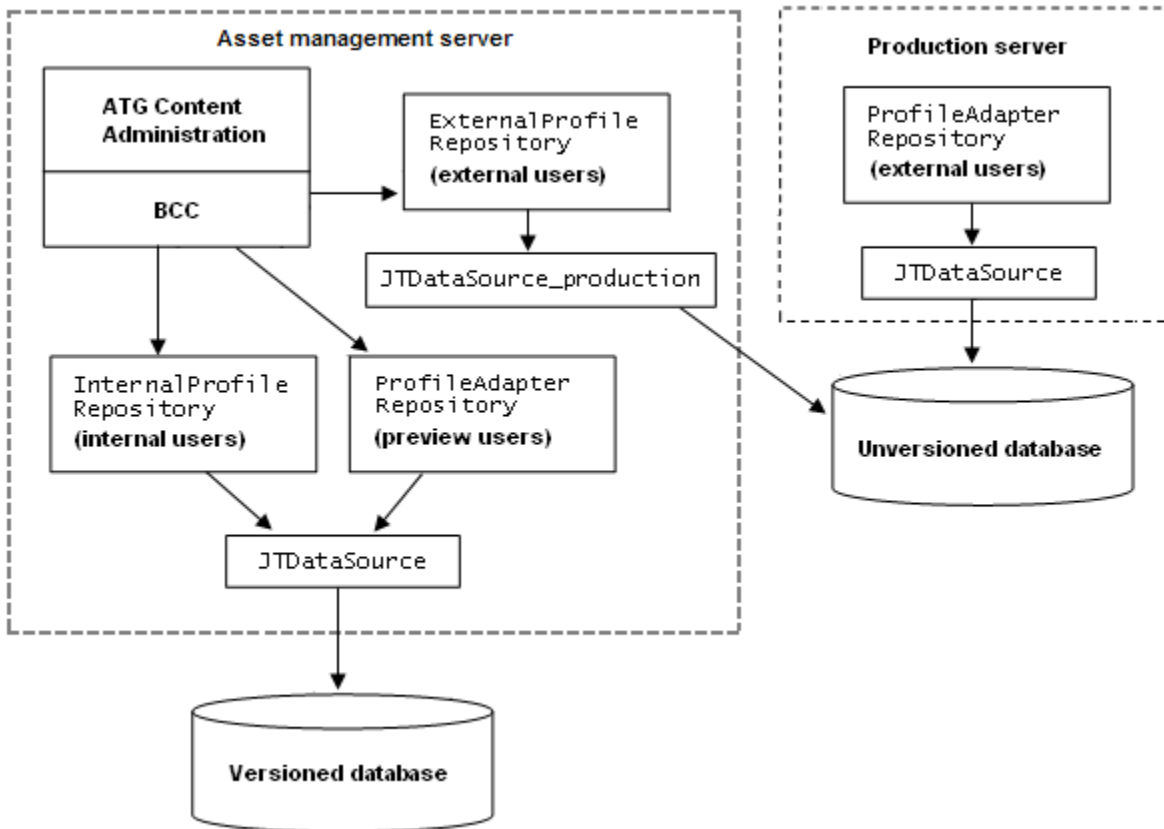 Asset management server
ATG Content
Administration
BCC
ExternalProfile
Repository
(external users)
JTDataSource_production
InternalProfile
Repository
(internal users)
ProfileAdapter
Repository
(preview users)
JTDataSource
Versioned database
Production server
ProfileAdapter
Repository
(external users)
JTDataSource
Unversioned database